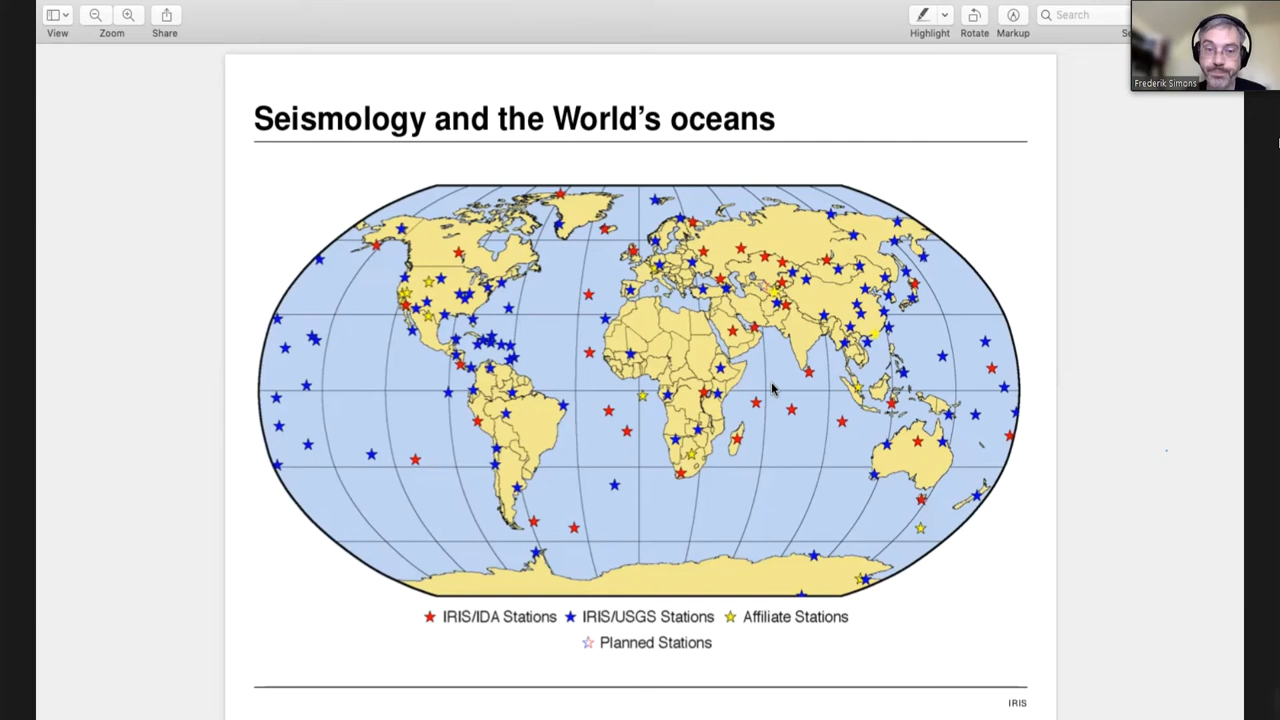 View
Zoom
Share
Highlight
Rotate
Markup
Search
Se
Frederik Simons
Seismology and the World's oceans
IRIS/IDA Stations IRIS/USGS Stations Affiliate Stations
Planned Stations
IRIS